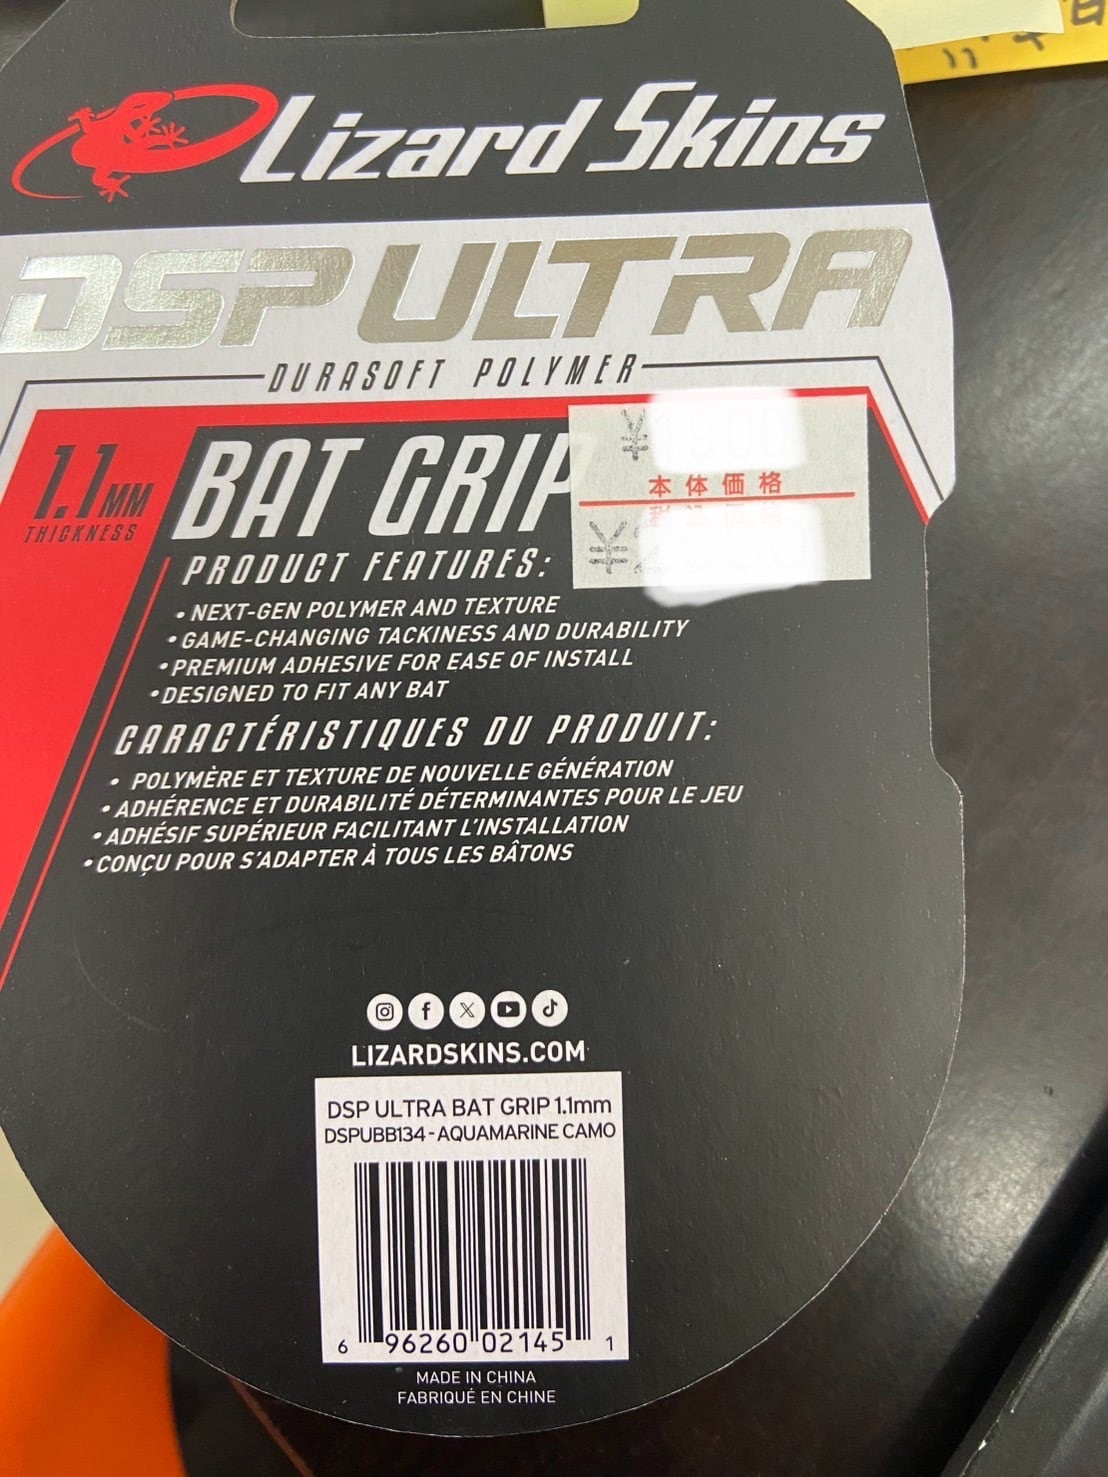 Lizard Skins
DSP ULTRA
DURASOFT POLYMER
1.1MM
THICKNESS
BAT GRIP
¥
本体価格
¥2
PRODUCT FEATURES:
• NEXT-GEN POLYMER AND TEXTURE
• GAME-CHANGING TACKINESS AND DURABILITY
• PREMIUM ADHESIVE FOR EASE OF INSTALL
• DESIGNED TO FIT ANY BAT
CARACTÉRISTIQUES DU PRODUIT:
• POLYMÈRE ET TEXTURE DE NOUVELLE GÉNÉRATION
• ADHÉRENCE ET DURABILITÉ DÉTERMINANTES POUR LE JEU
• ADHÉSIF SUPÉRIEUR FACILITANT L'INSTALLATION
• CONÇU POUR S'ADAPTER À TOUS LES BÂTONS
LIZARDSKINS.COM
DSP ULTRA BAT GRIP 1.1mm
DSPUBB134-AQUAMARINE CAMO
6 96260 02145 1
MADE IN CHINA
FABRIQUÉ EN CHINE